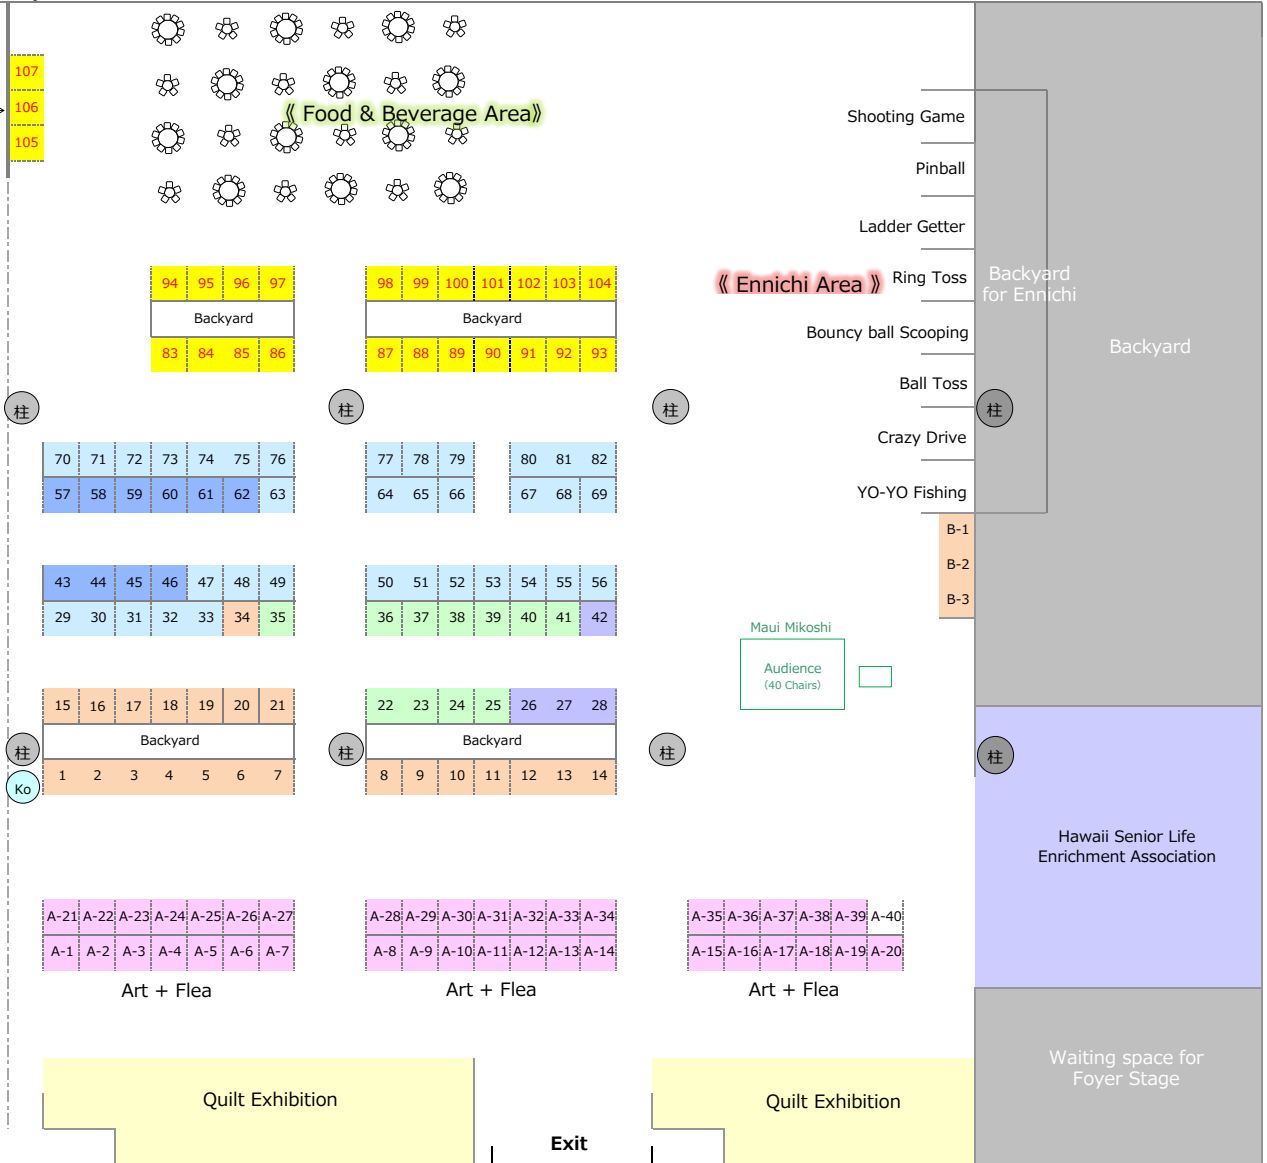 107
106
《 Food & Beverage Area》
105
Shooting Game
Pinball
Ladder Getter
《 Ennichi Area 》
Ring Toss
Backyard
for Ennichi
Bouncy ball Scooping
Backyard
Ball Toss
Crazy Drive
YO-YO Fishing
94 95 96 97
98 99 100 101 102 103 104
Backyard
Backyard
83 84 85 86
87 88 89 90 91 92 93
柱
柱
柱
柱
70 71 72 73 74 75 76
77 78 79
80 81 82
57 58 59 60 61 62 63
64 65 66
67 68 69
B-1
B-2
B-3
43 44 45 46 47 48 49
50 51 52 53 54 55 56
29 30 31 32 33 34 35
36 37 38 39 40 41 42
Maui Mikoshi
Audience
(40 Chairs)
15 16 17 18 19 20 21
22 23 24 25 26 27 28
柱
Backyard
柱
Backyard
柱
柱
1 2 3 4 5 6 7
8 9 10 11 12 13 14
Ko
Hawaii Senior Life
Enrichment Association
A-21 A-22 A-23 A-24 A-25 A-26 A-27
A-28 A-29 A-30 A-31 A-32 A-33 A-34
A-35 A-36 A-37 A-38 A-39 A-40
A-1 A-2 A-3 A-4 A-5 A-6 A-7
A-8 A-9 A-10 A-11 A-12 A-13 A-14
A-15 A-16 A-17 A-18 A-19 A-20
Art + Flea
Art + Flea
Art + Flea
Waiting space for
Foyer Stage
Quilt Exhibition
Quilt Exhibition
Exit